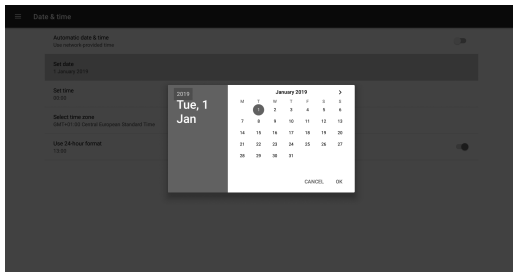 Date & time
Automatic date & time
Use network-provided time
Set date
1 January 2019
Set time
00:00
Select time zone
GMT+01:00 Central European Standard Time
Use 24-hour format
13:00
2019
Tue, 1
Jan
January 2019
M T W T F S S
1 2 3 4 5 6
7 8 9 10 11 12 13
14 15 16 17 18 19 20
21 22 23 24 25 26 27
28 29 30 31
CANCEL OK